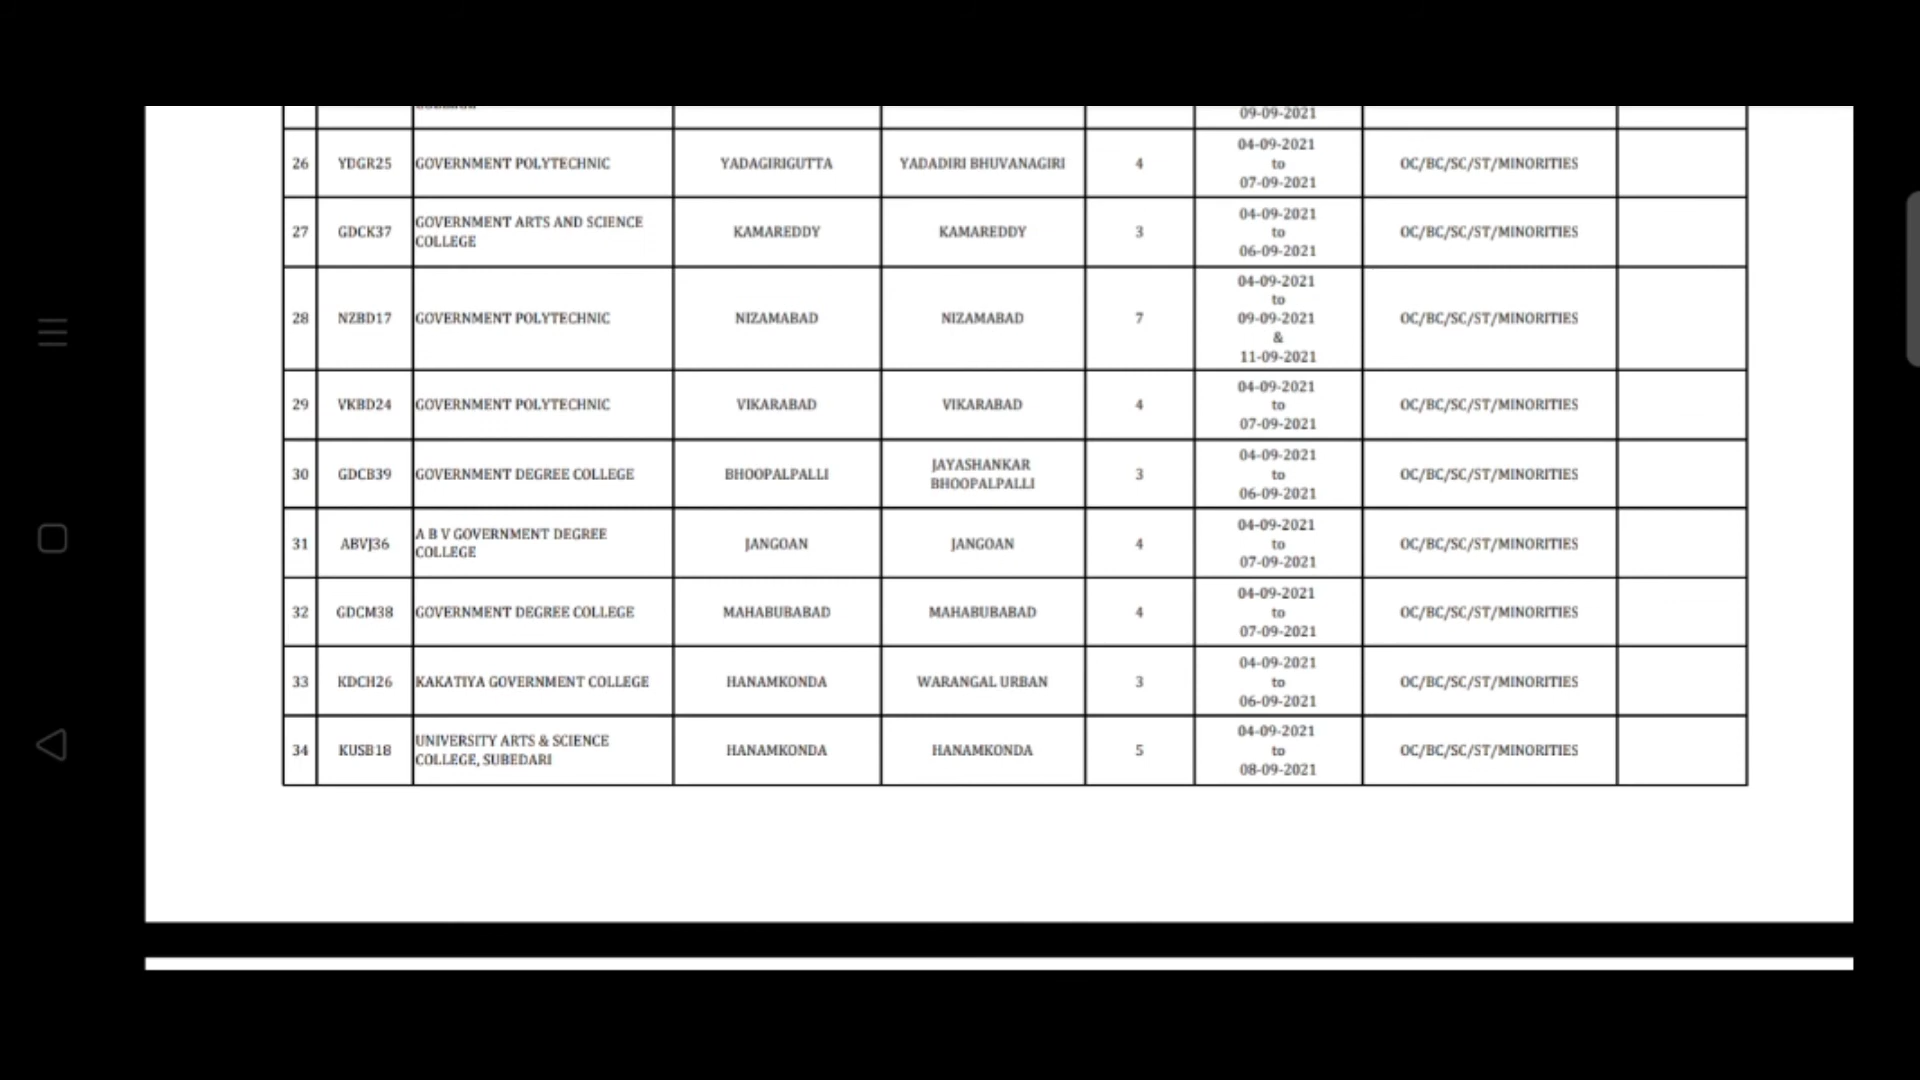 09-09-2021
26 YDGR25 GOVERNMENT POLYTECHNIC YADAGIRIGUTTA YADADIRI BHUVANAGIRI 4 04-09-2021 to 07-09-2021 OC/BC/SC/ST/MINORITIES
27 GDCK37 GOVERNMENT ARTS AND SCIENCE COLLEGE KAMAREDDY KAMAREDDY 3 04-09-2021 to 06-09-2021 OC/BC/SC/ST/MINORITIES
28 NZBD17 GOVERNMENT POLYTECHNIC NIZAMABAD NIZAMABAD 7 04-09-2021 to 09-09-2021 & 11-09-2021 OC/BC/SC/ST/MINORITIES
29 VKBD24 GOVERNMENT POLYTECHNIC VIKARABAD VIKARABAD 4 04-09-2021 to 07-09-2021 OC/BC/SC/ST/MINORITIES
30 GDCB39 GOVERNMENT DEGREE COLLEGE BHOOPALPALLI JAYASHANKAR BHOOPALPALLI 3 04-09-2021 to 06-09-2021 OC/BC/SC/ST/MINORITIES
31 ABVJ36 A B V GOVERNMENT DEGREE COLLEGE JANGOAN JANGOAN 4 04-09-2021 to 07-09-2021 OC/BC/SC/ST/MINORITIES
32 GDCM38 GOVERNMENT DEGREE COLLEGE MAHABUBABAD MAHABUBABAD 4 04-09-2021 to 07-09-2021 OC/BC/SC/ST/MINORITIES
33 KDCH26 KAKATIYA GOVERNMENT COLLEGE HANAMKONDA WARANGAL URBAN 3 04-09-2021 to 06-09-2021 OC/BC/SC/ST/MINORITIES
34 KUSB18 UNIVERSITY ARTS & SCIENCE COLLEGE, SUBEDARI HANAMKONDA HANAMKONDA 5 04-09-2021 to 08-09-2021 OC/BC/SC/ST/MINORITIES